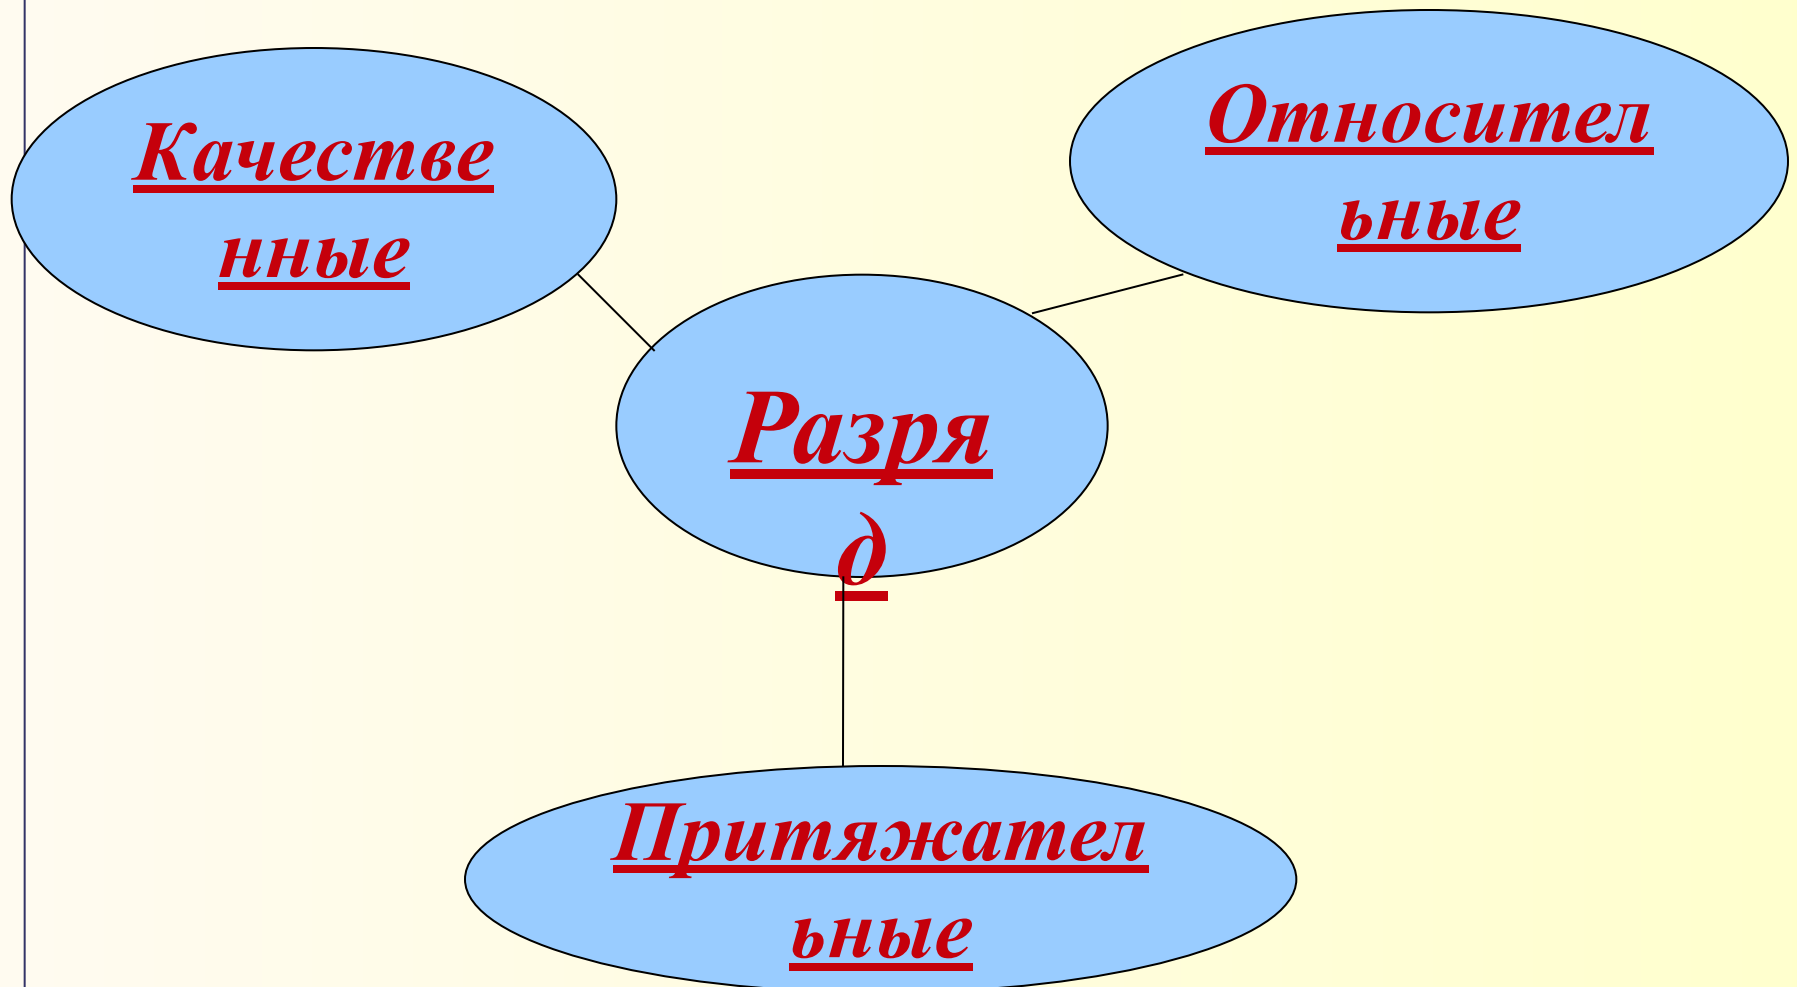 Качестве
нные
Относител
ьные
Разря
д
Притяжател
ьные